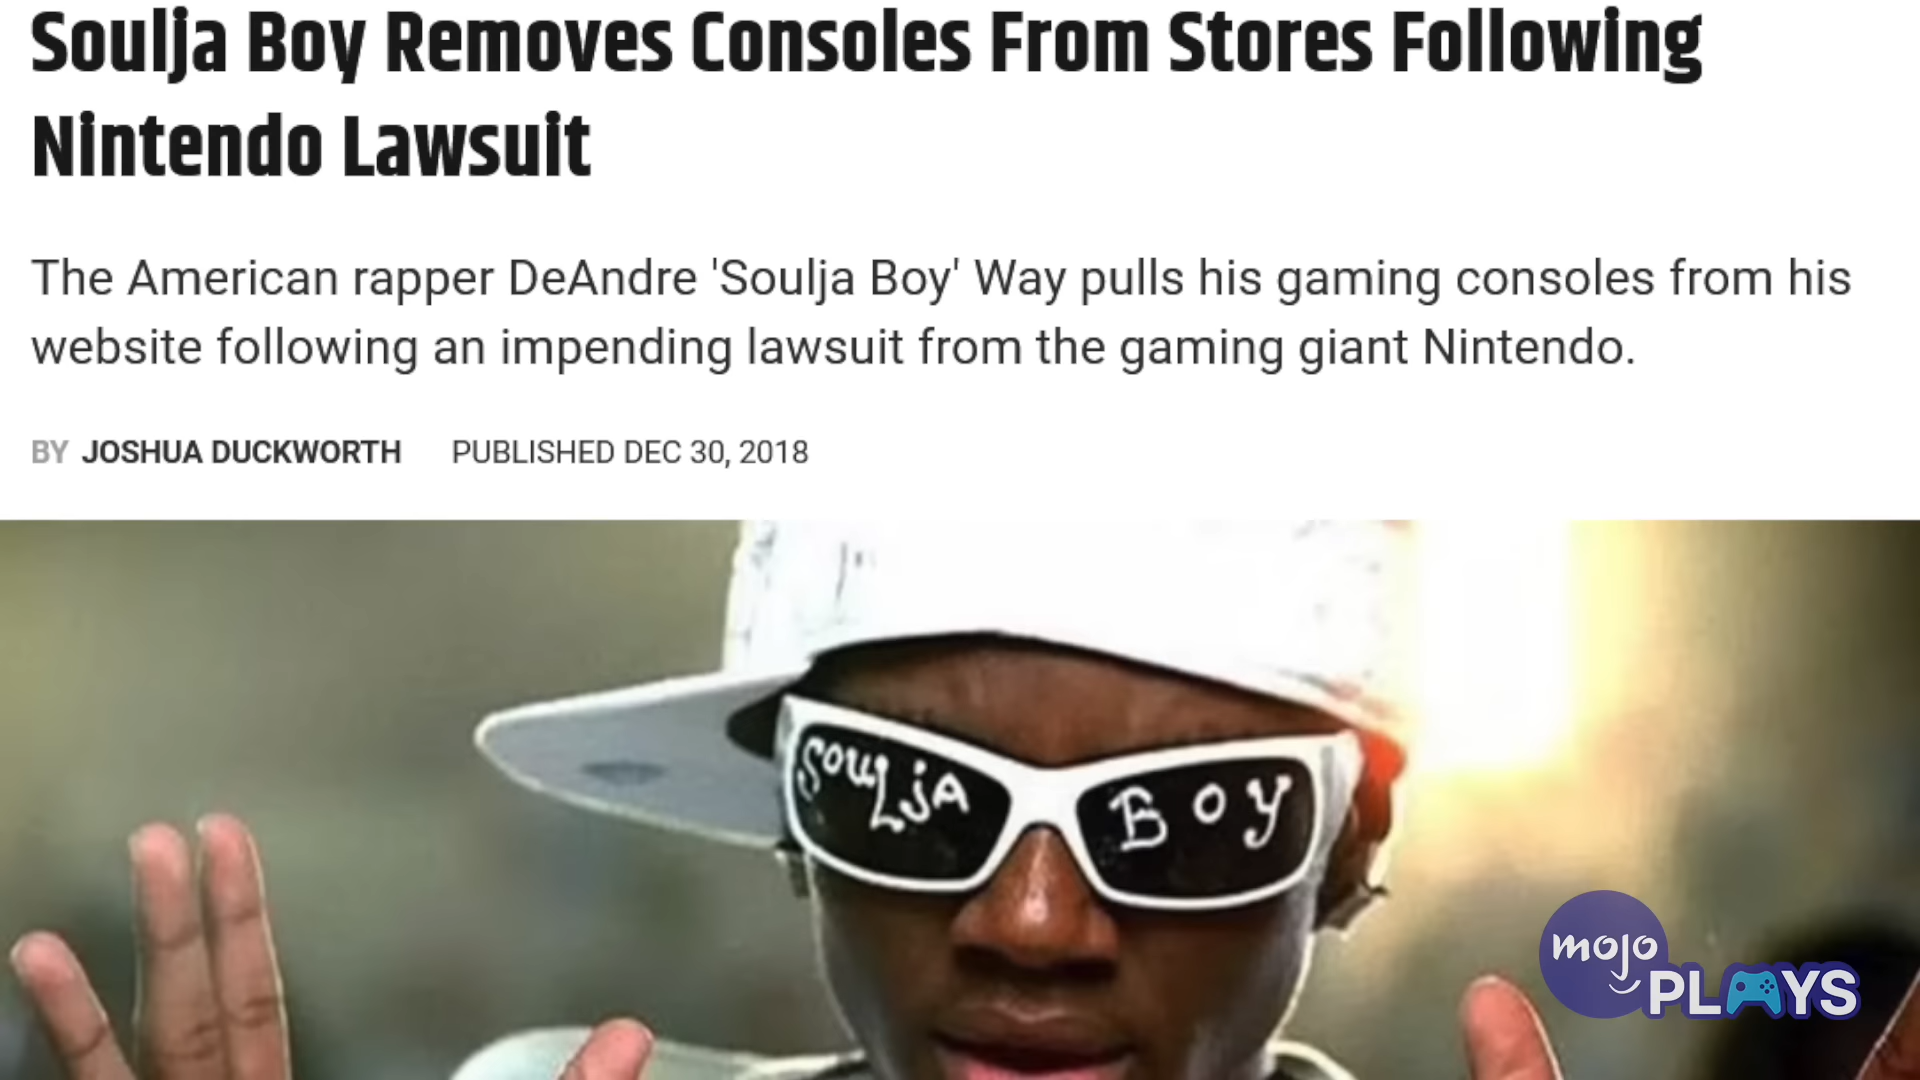 Soulja Boy Removes Consoles From Stores Following
Nintendo Lawsuit
The American rapper DeAndre 'Soulja Boy' Way pulls his gaming consoles from his
website following an impending lawsuit from the gaming giant Nintendo.
BY JOSHUA DUCKWORTH PUBLISHED DEC 30, 2018
SOULJA BOY
mojo
PLAYS